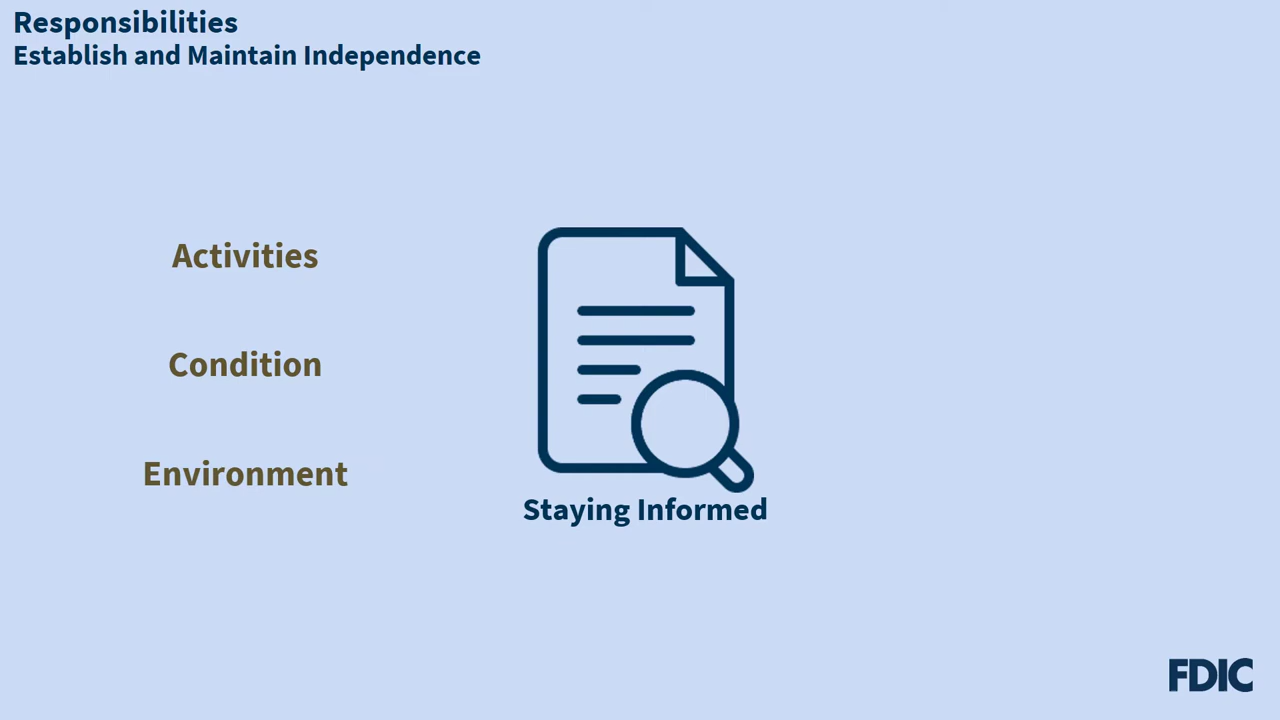 Responsibilities
Establish and Maintain Independence
Activities
Condition
Environment
Staying Informed
FDIC